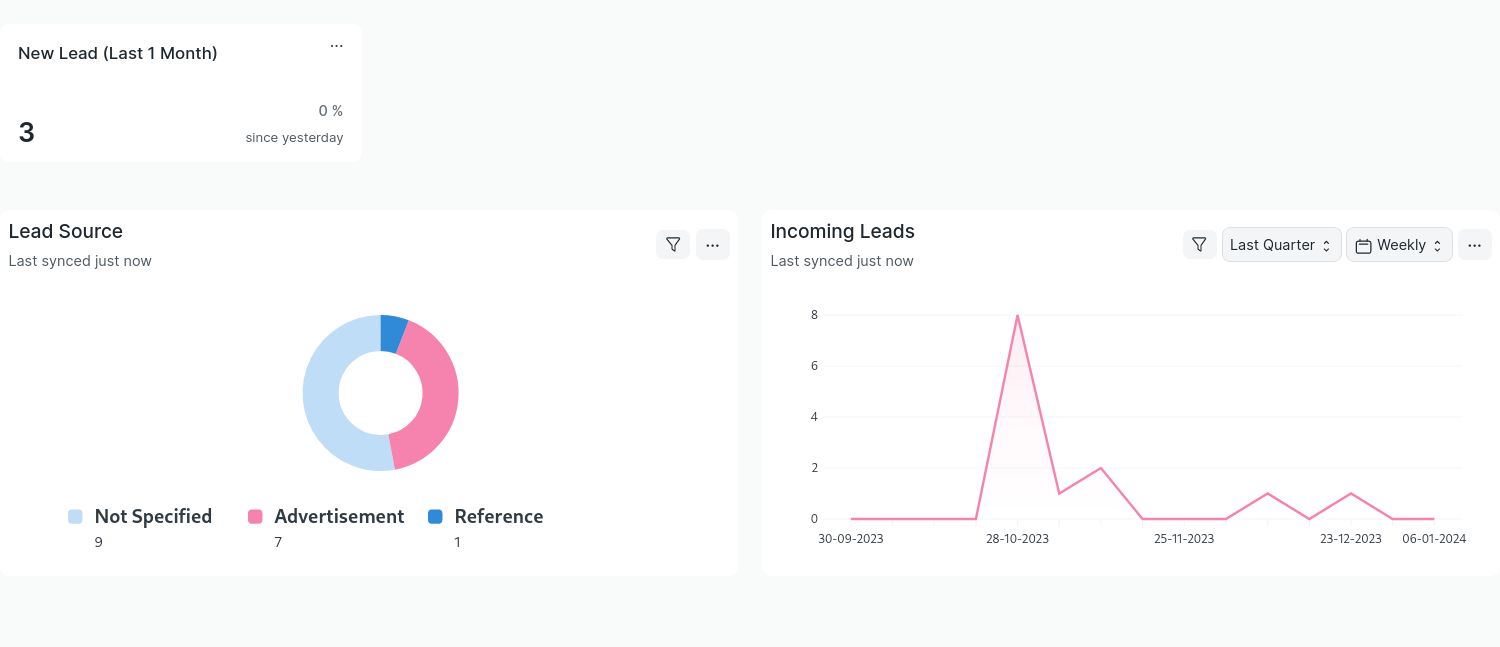 New Lead (Last 1 Month)
...
3
0 %
since yesterday
Lead Source
Last synced just now
...
Not Specified
9
Advertisement
7
Reference
1
Incoming Leads
Last synced just now
Last Quarter
Weekly
...
8
6
4
2
0
30-09-2023
28-10-2023
25-11-2023
23-12-2023
06-01-2024